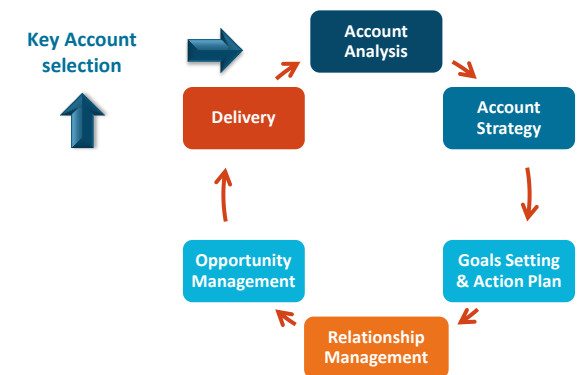 Key Account
selection
Account
Analysis
Account
Strategy
Goals Setting
& Action Plan
Relationship
Management
Opportunity
Management
Delivery